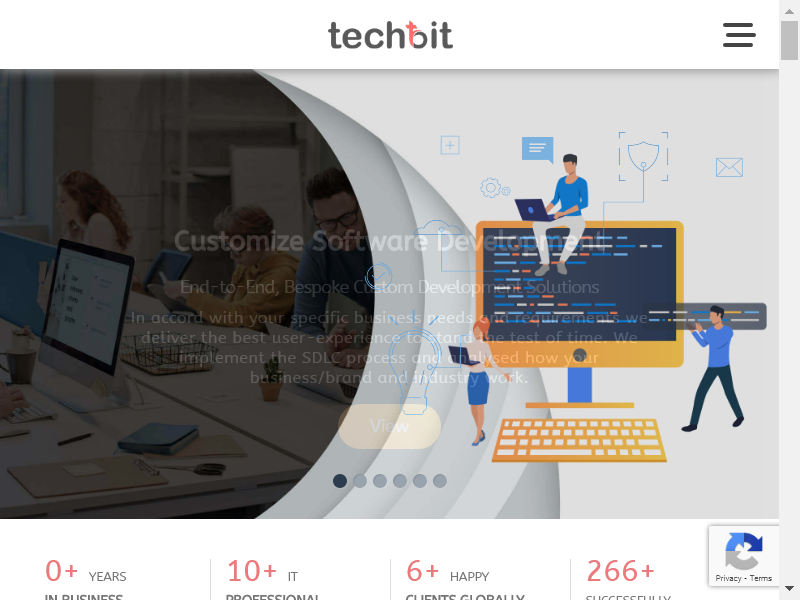 techbit
Customize Software Development
End-to-End, Bespoke Custom Development Solutions
In accord with your specific business needs and requirements we
deliver the best user-experience to stand the test of time. We
implement the SDLC process and analysed how your
business/brand and industry work.
View
0+ YEARS
IN BUSINESS
10+ IT
PROFESSIONAL
6+ HAPPY
CLIENTS GLOBALLY
266+
SUCCESSFULLY
Privacy - Terms